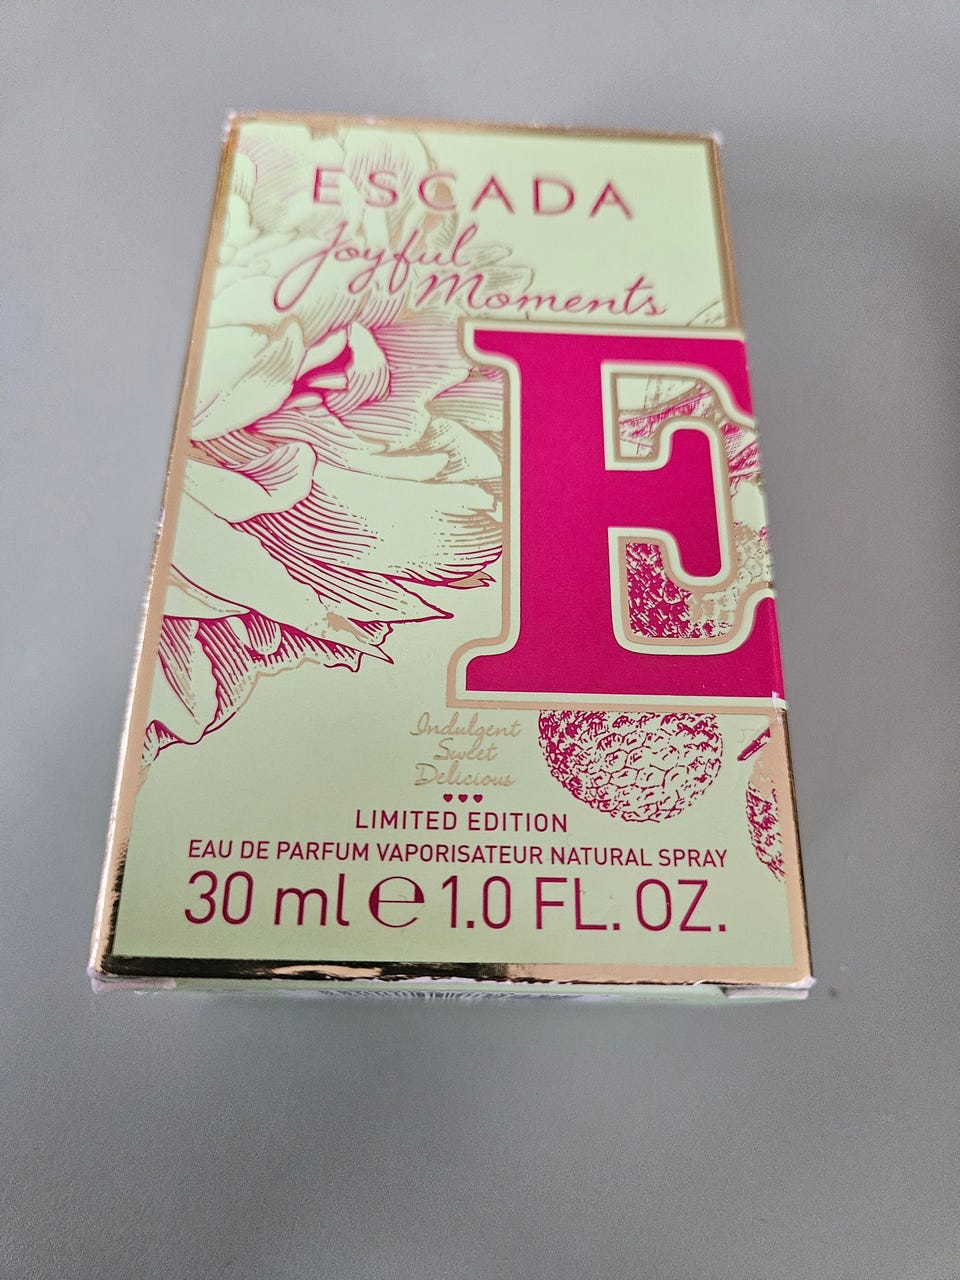 ESCADA
Joyful
Moments
E
Indulgent
Sweet
Delicious
LIMITED EDITION
EAU DE PARFUM VAPORISATEUR NATURAL SPRAY
30 ml ℮ 1.0 FL. OZ.